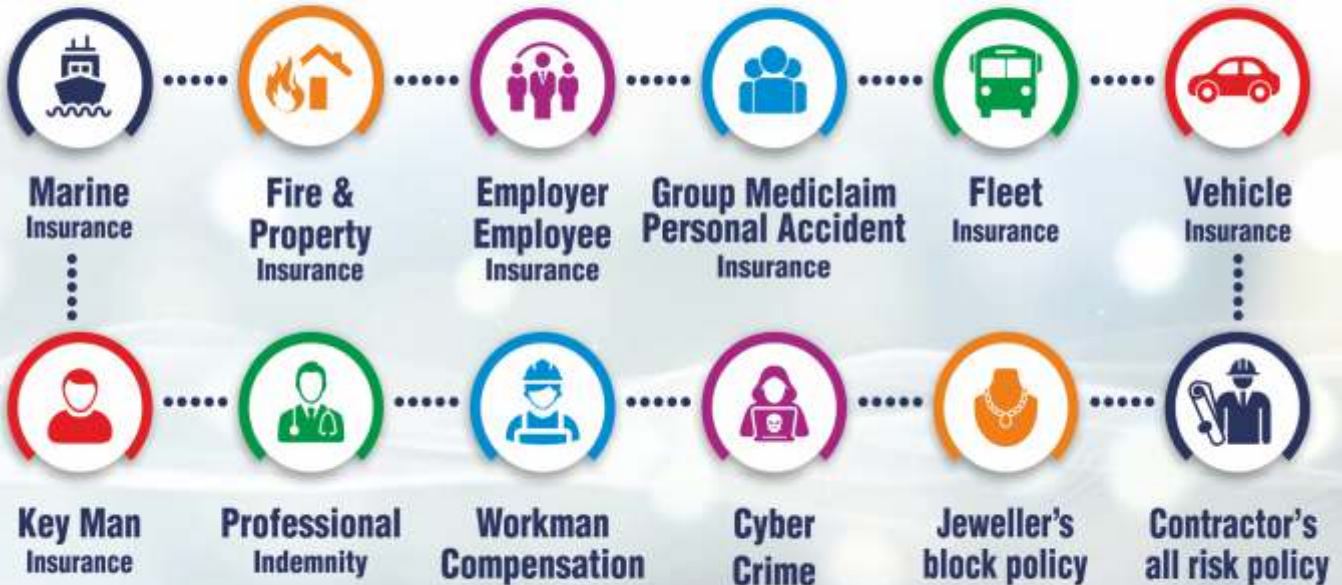 Marine
Insurance
Fire &
Property
Insurance
Employer
Employee
Insurance
Group Mediclaim
Personal Accident
Insurance
Fleet
Insurance
Vehicle
Insurance
Key Man
Insurance
Professional
Indemnity
Workman
Compensation
Cyber
Crime
Jeweller's
block policy
Contractor's
all risk policy